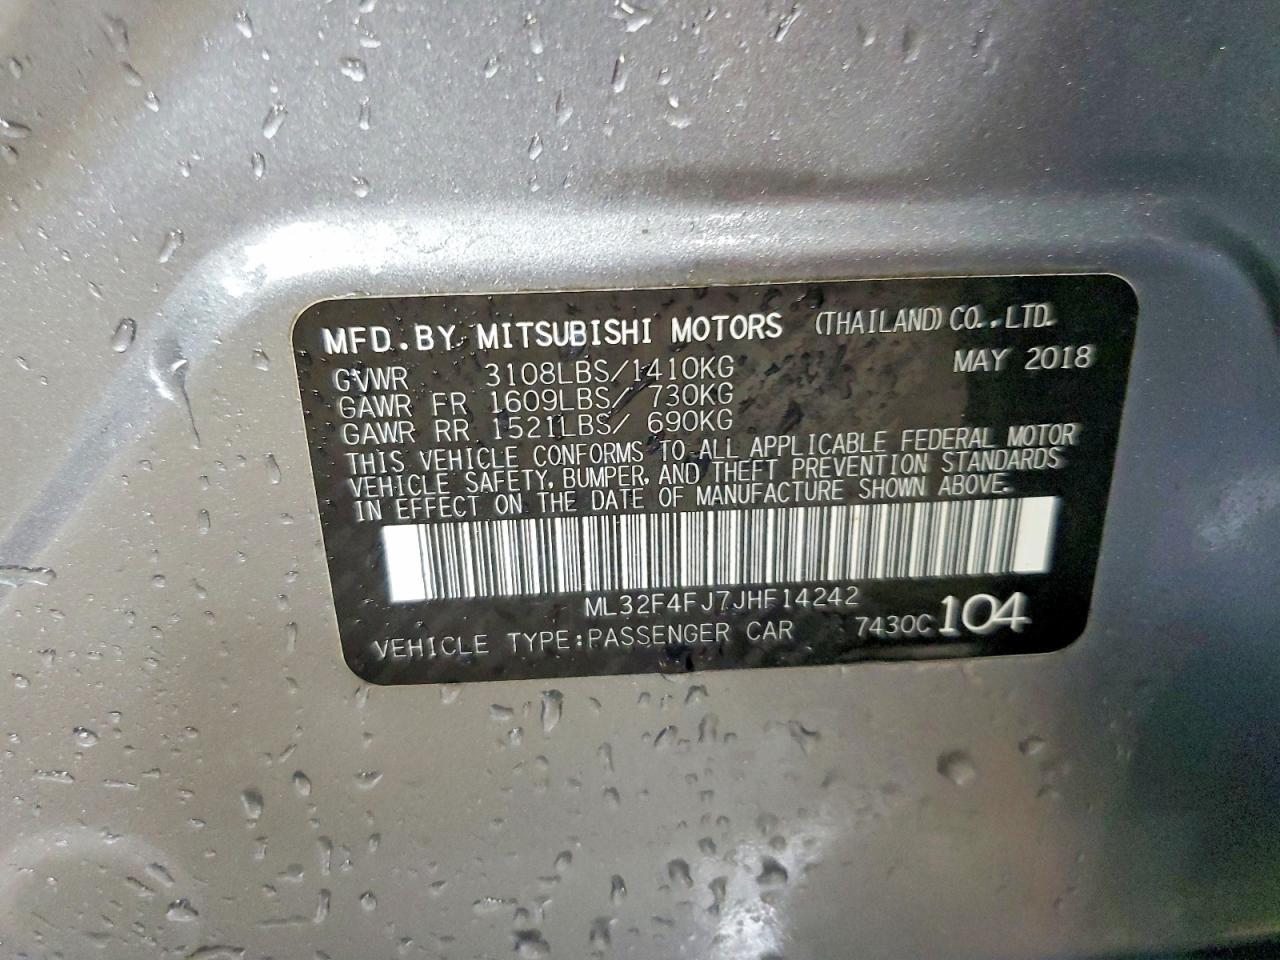 MFD. BY MITSUBISHI MOTORS (THAILAND) CO.,LTD.
GVWR 3108LBS/1410KG MAY 2018
GAWR FR 1609LBS/ 730KG
GAWR RR 1521LBS/ 690KG
THIS VEHICLE CONFORMS TO ALL APPLICABLE FEDERAL MOTOR
VEHICLE SAFETY, BUMPER, AND THEFT PREVENTION STANDARDS
IN EFFECT ON THE DATE OF MANUFACTURE SHOWN ABOVE.
ML32F4FJ7JHF14242
VEHICLE TYPE:PASSENGER CAR 7430C 104